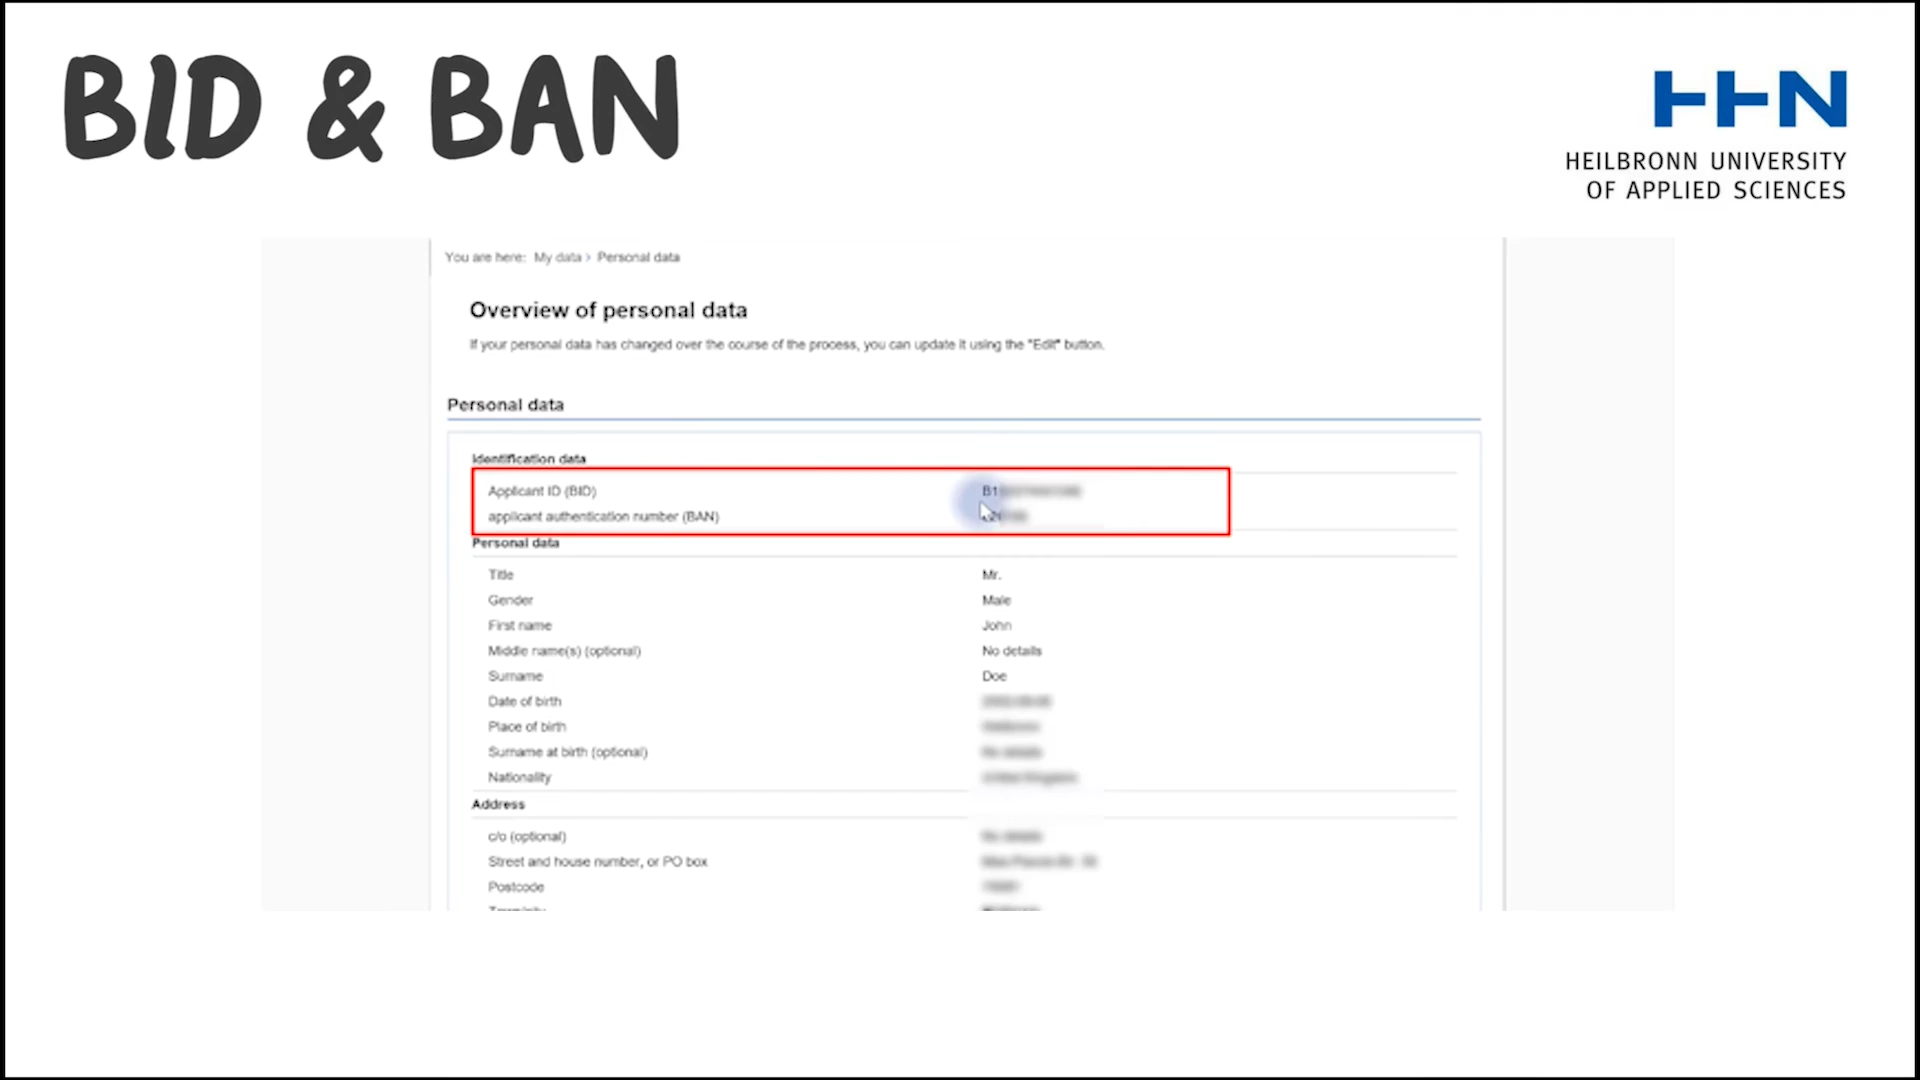 BID & BAN
HHN
HEILBRONN UNIVERSITY
OF APPLIED SCIENCES
You are here: My data > Personal data
Overview of personal data
If your personal data has changed over the course of the process, you can update it using the "Edit" button.
Personal data
Identification data
Applicant ID (BID) B1
applicant authentication number (BAN)
Personal data
Title Mr.
Gender Male
First name John
Middle name(s) (optional) No details
Surname Doe
Date of birth
Place of birth
Surname at birth (optional)
Nationality
Address
c/o (optional)
Street and house number, or PO box
Postcode